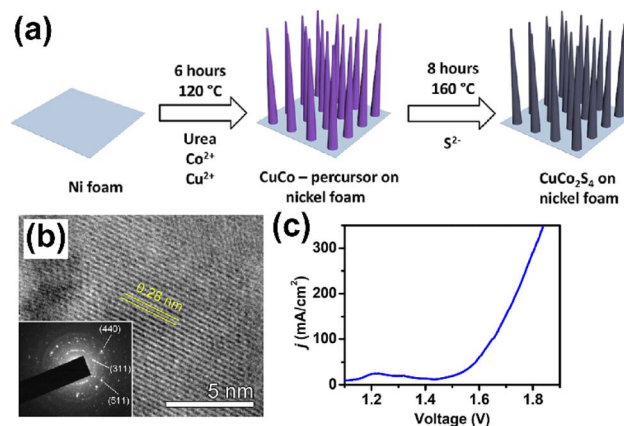 (a)
6 hours
120 °C
Urea
Co2+
Cu2+
Ni foam
CuCo – percursor on
nickel foam
8 hours
160 °C
S2-
CuCo2S4 on
nickel foam
(b)
0.28 nm
(440)
(311)
(511)
5 nm
(c)
j (mA/cm2)
300
200
100
0
1.2 1.4 1.6 1.8
Voltage (V)